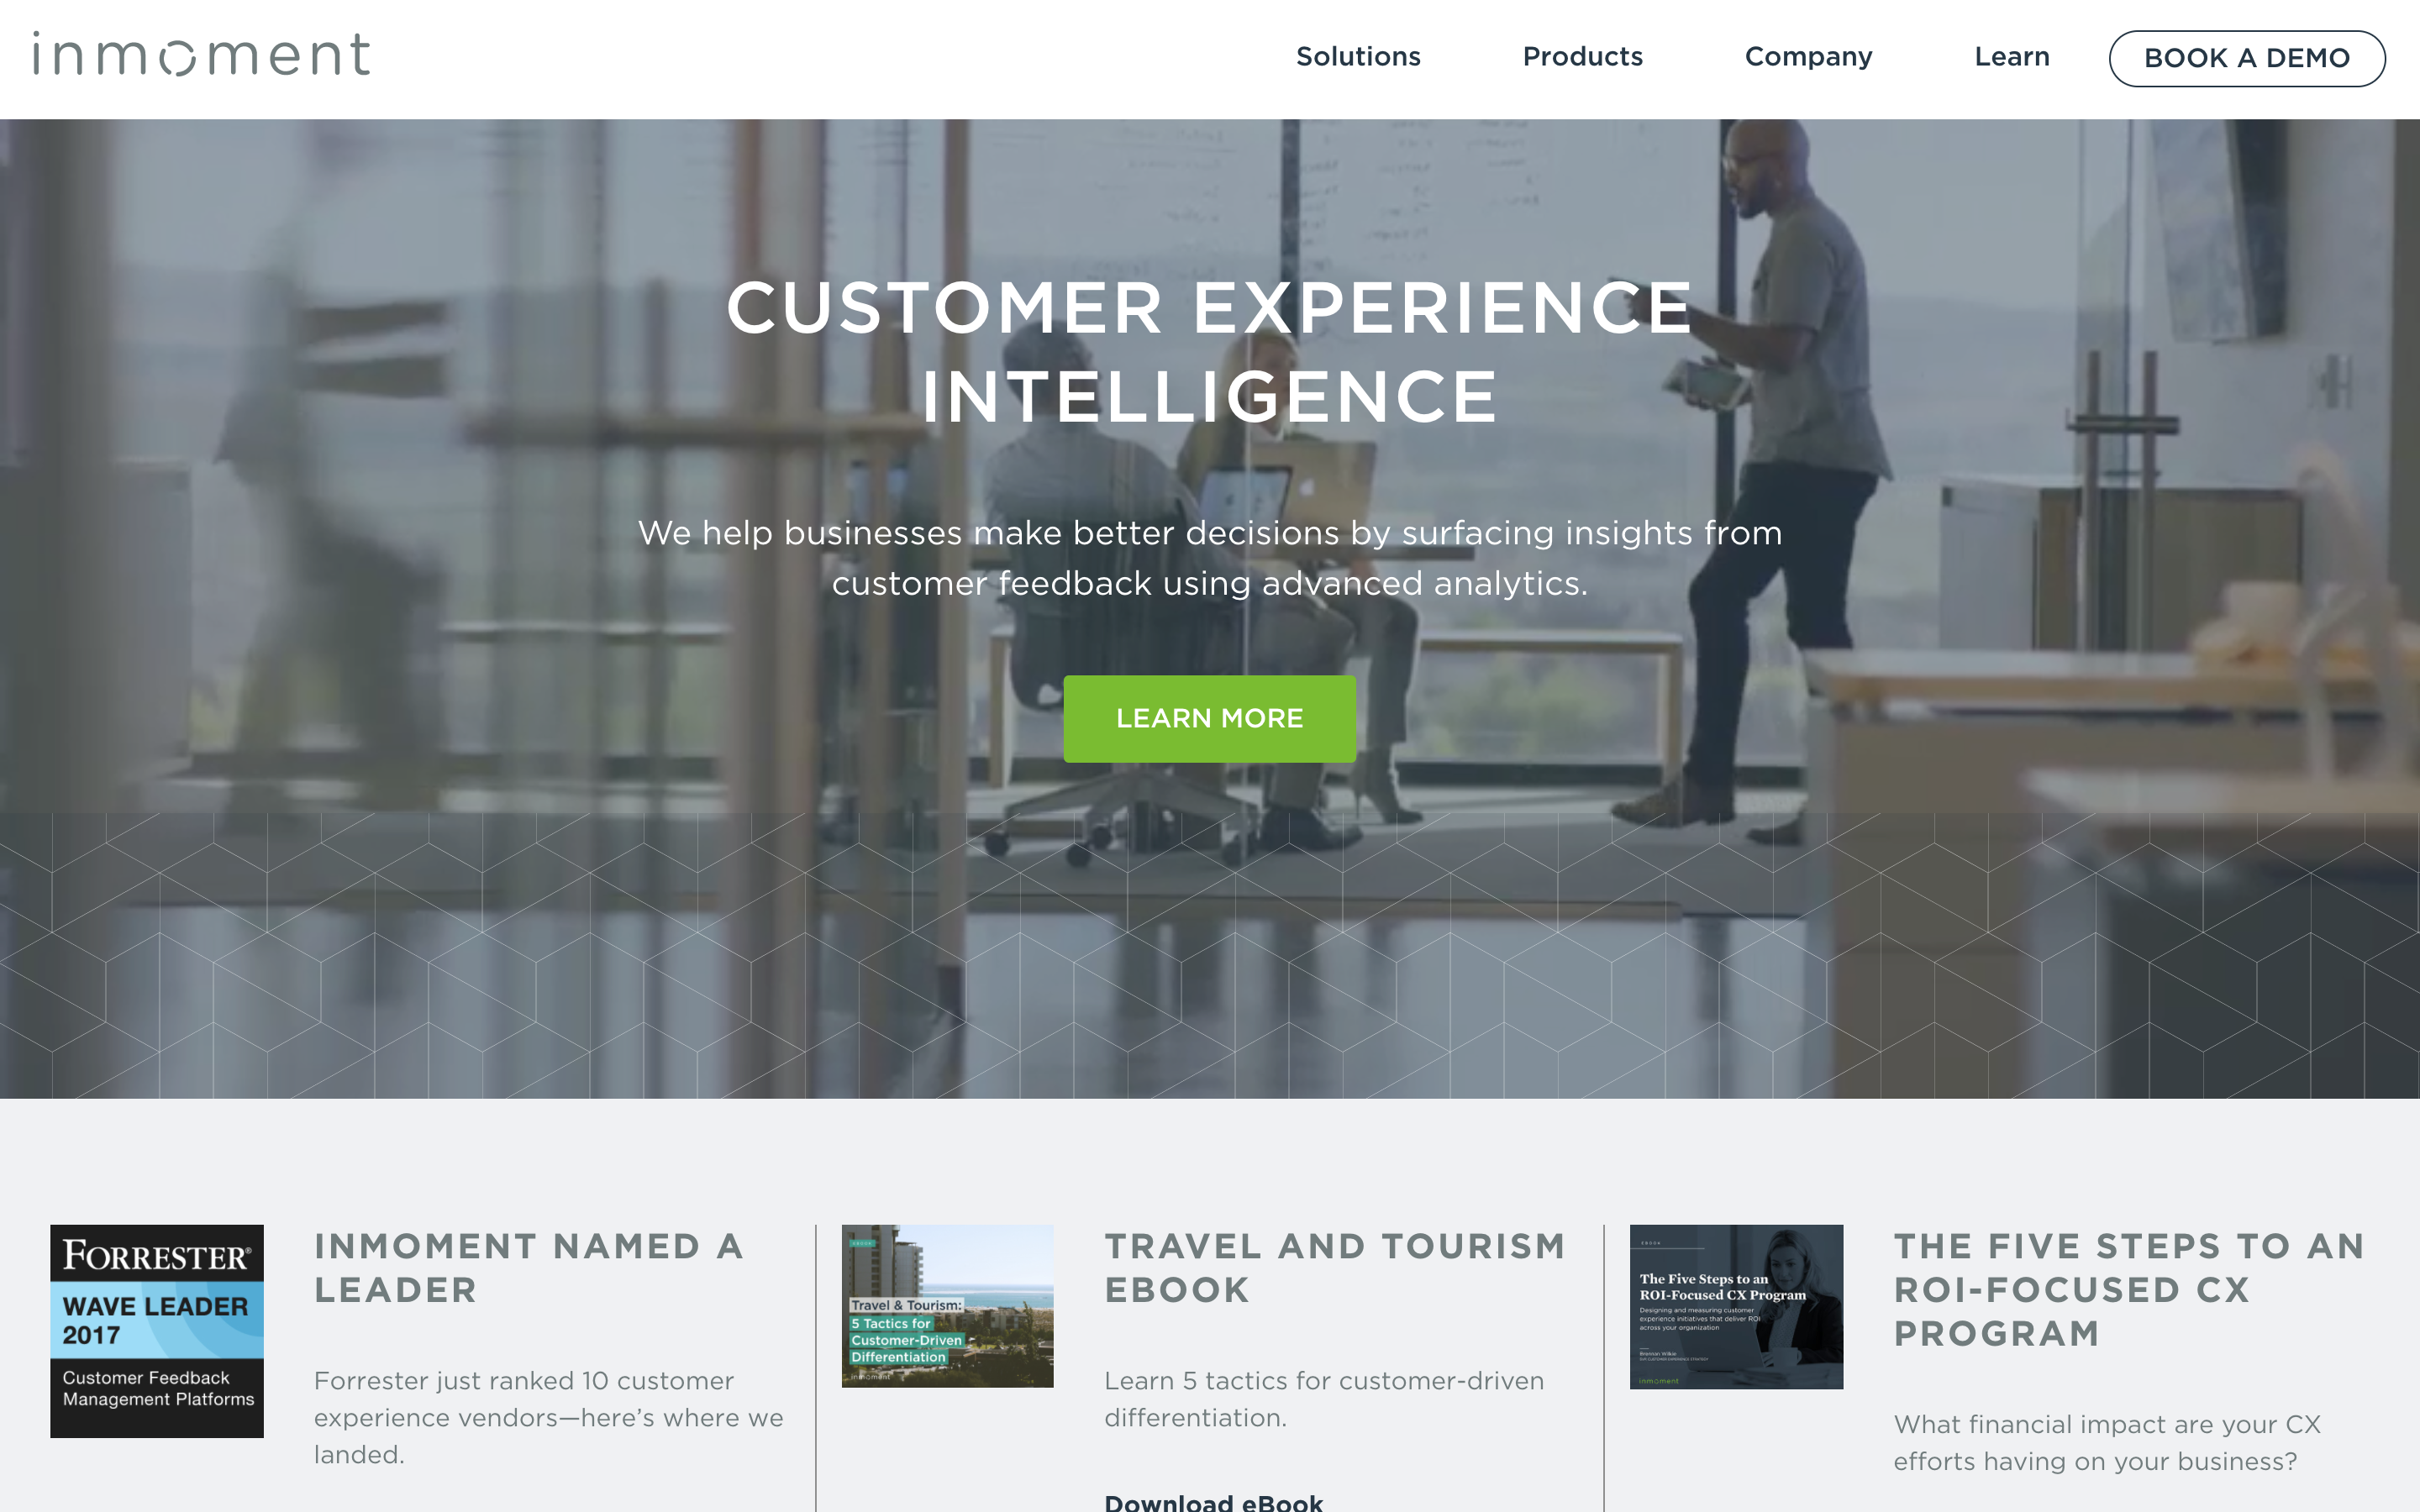 inmoment
Solutions
Products
Company
Learn
BOOK A DEMO
CUSTOMER EXPERIENCE
INTELLIGENCE
We help businesses make better decisions by surfacing insights from
customer feedback using advanced analytics.
LEARN MORE
FORRESTER®
WAVE LEADER
2017
Customer Feedback
Management Platforms
INMOMENT NAMED A
LEADER
Forrester just ranked 10 customer
experience vendors—here’s where we
landed.
EBOOK
Travel & Tourism:
5 Tactics for
Customer-Driven
Differentiation
inmoment
TRAVEL AND TOURISM
EBOOK
Learn 5 tactics for customer-driven
differentiation.
Download eBook
EBOOK
The Five Steps to an
ROI-Focused CX Program
Designing and measuring customer
experience initiatives that deliver ROI
across your organization
inmoment
THE FIVE STEPS TO AN
ROI-FOCUSED CX
PROGRAM
What financial impact are your CX
efforts having on your business?